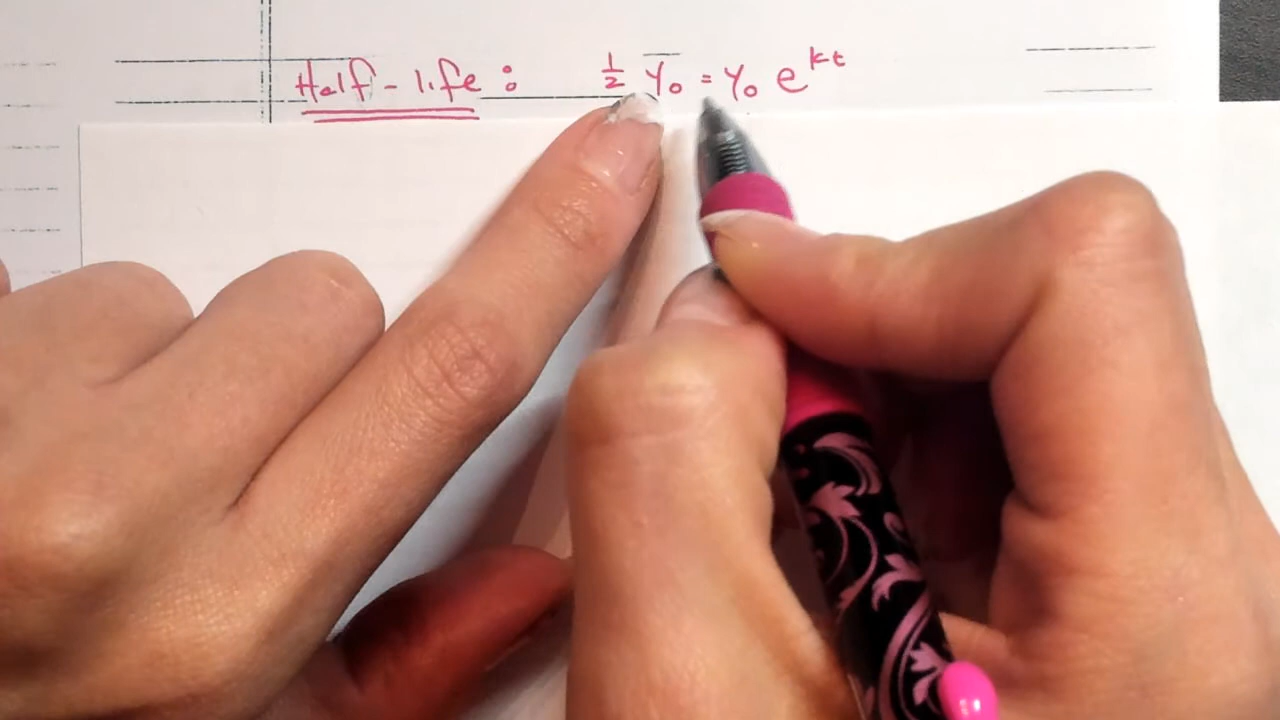 Half-life : ½ y₀ = y₀ e^kt